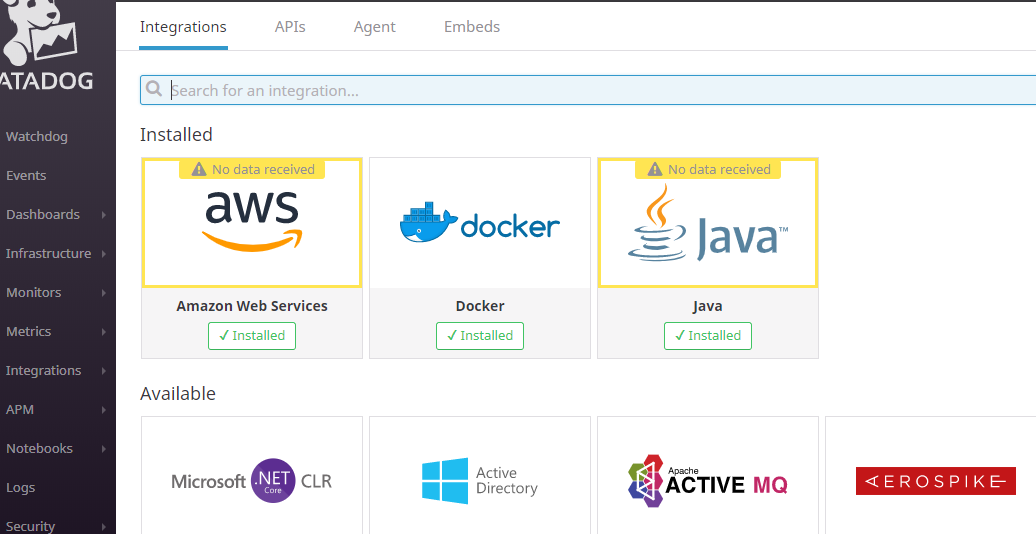 ATADOG
Watchdog
Events
Dashboards
Infrastructure
Monitors
Metrics
Integrations
APM
Notebooks
Logs
Security
Integrations APIs Agent Embeds
Search for an integration...
Installed
No data received
aws
Amazon Web Services
✓ Installed
docker
Docker
✓ Installed
No data received
Java™
Java
✓ Installed
Available
Microsoft .NET Core CLR
Active
Directory
Apache
ACTIVE MQ
AEROSPIKE